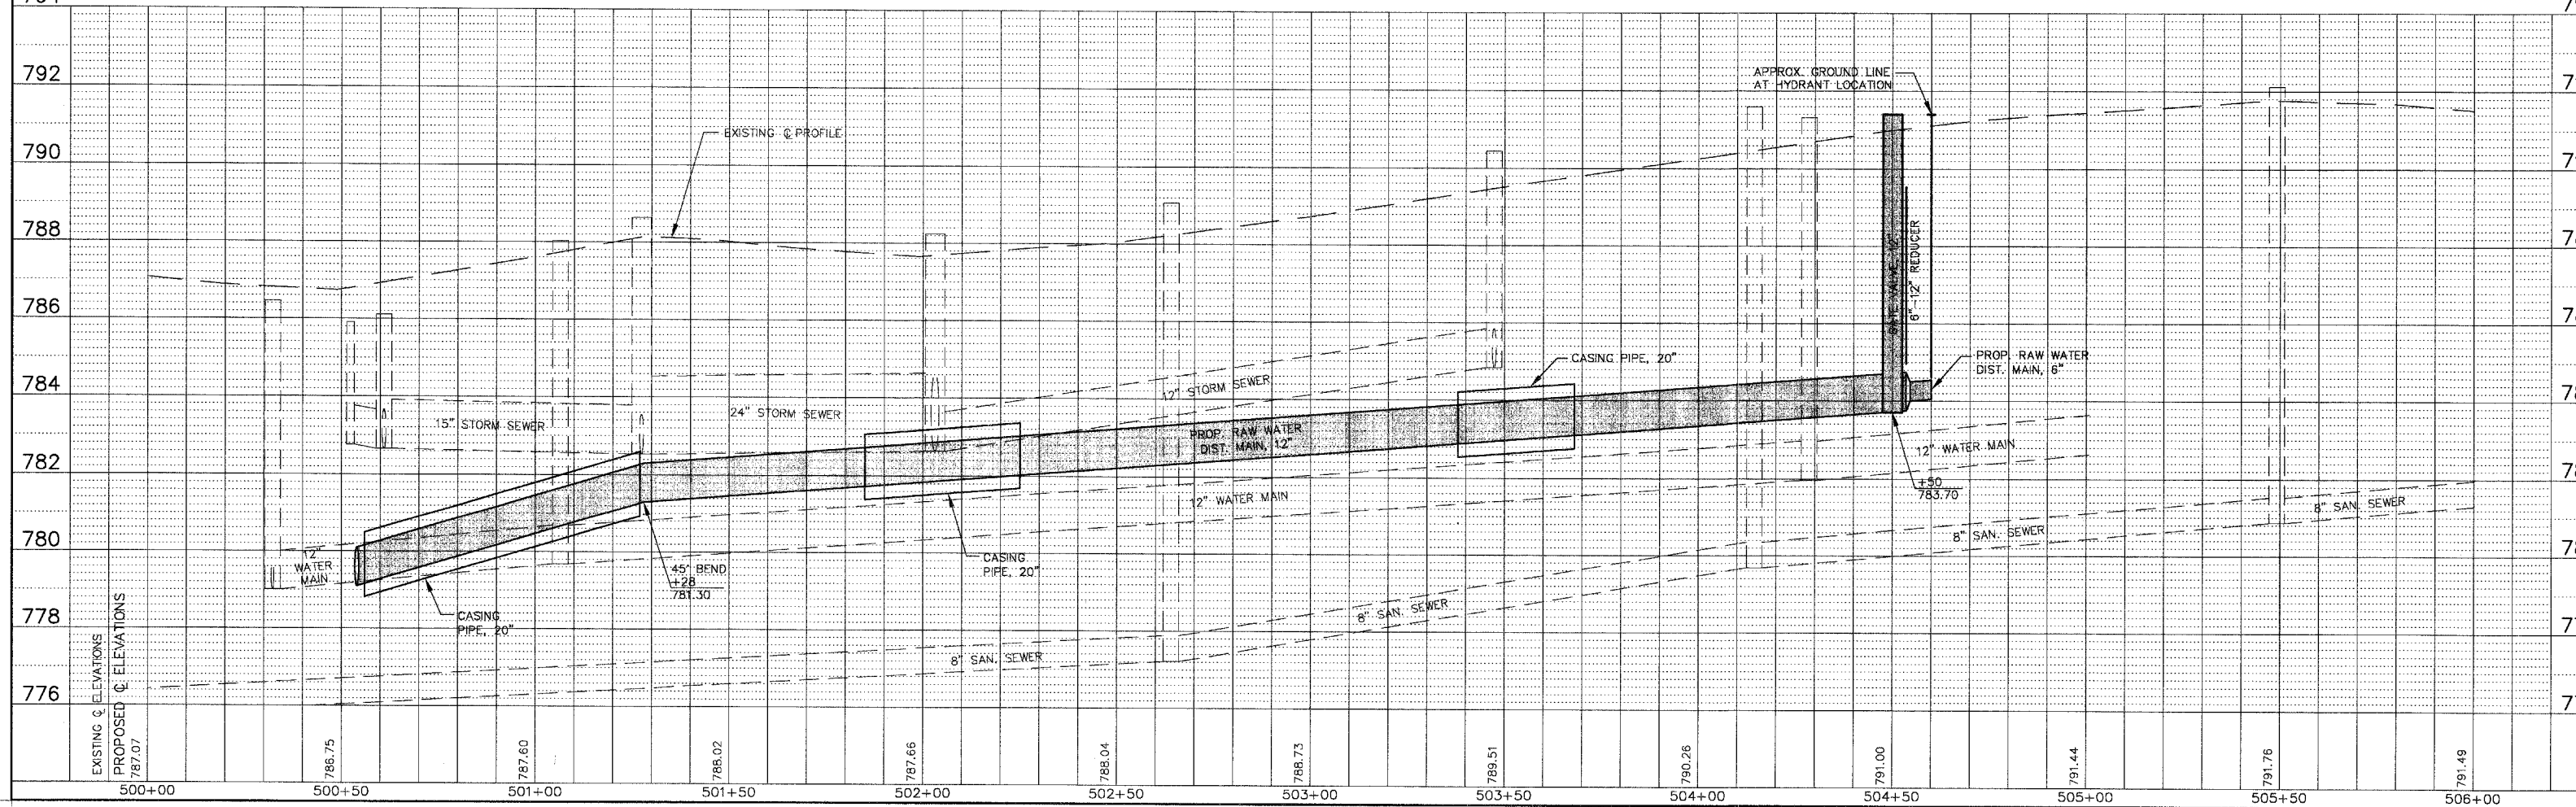 792
790
788
786
784
782
780
778
776
EXISTING ℄ PROFILE
APPROX. GROUND LINE
AT HYDRANT LOCATION
GATE VALVE, 12"
6"-12" REDUCER
CASING PIPE, 20"
PROP. RAW WATER
DIST. MAIN, 6"
12" STORM SEWER
15" STORM SEWER
24" STORM SEWER
PROP. RAW WATER
DIST. MAIN, 12"
12" WATER MAIN
12" WATER MAIN
+50
783.70
12"
WATER
MAIN
CASING
PIPE, 20"
45° BEND
+28
781.30
CASING
PIPE, 20"
8" SAN. SEWER
8" SAN. SEWER
8" SAN. SEWER
8" SAN. SEWER
EXISTING ℄ ELEVATIONS
PROPOSED ℄ ELEVATIONS
787.07
786.75
787.60
788.02
787.66
788.04
788.73
789.51
790.26
791.00
791.44
791.76
791.49
500+00
500+50
501+00
501+50
502+00
502+50
503+00
503+50
504+00
504+50
505+00
505+50
506+00